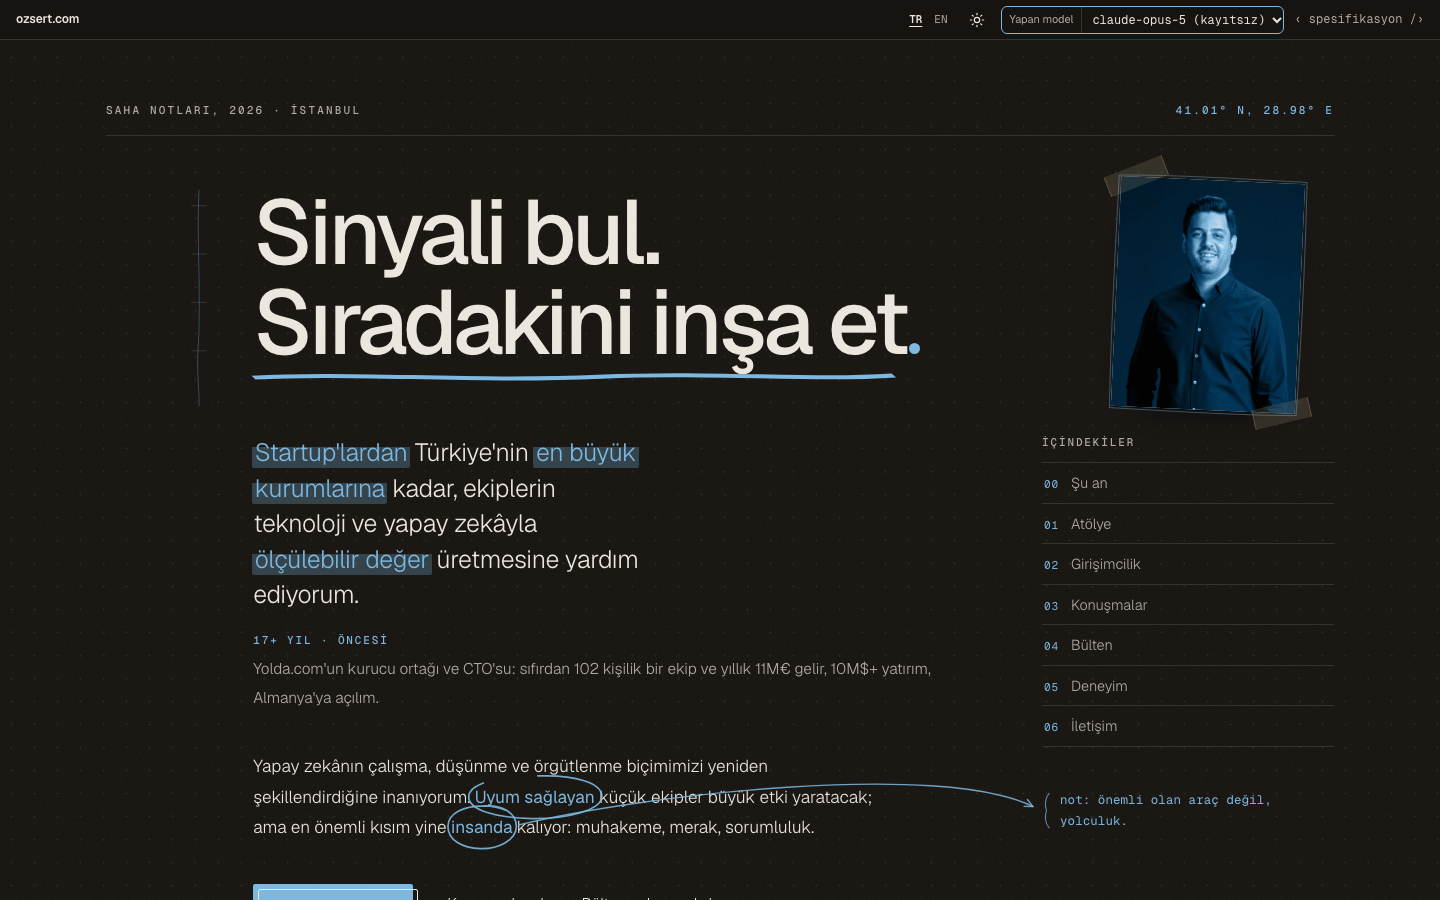 ozsert.com
TR EN
Yapan model claude-opus-5 (kayıtsız)
‹ spesifikasyon /›
SAHA NOTLARI, 2026 · İSTANBUL
41.01° N, 28.98° E
Sinyali bul.
Sıradakini inşa et.
Startup'lardan Türkiye'nin en büyük
kurumlarına kadar, ekiplerin
teknoloji ve yapay zekâyla
ölçülebilir değer üretmesine yardım
ediyorum.
17+ YIL · ÖNCESİ
Yolda.com'un kurucu ortağı ve CTO'su: sıfırdan 102 kişilik bir ekip ve yıllık 11M€ gelir, 10M$+ yatırım,
Almanya'ya açılım.
Yapay zekânın çalışma, düşünme ve örgütlenme biçimimizi yeniden
şekillendirdiğine inanıyorum. Uyum sağlayan küçük ekipler büyük etki yaratacak;
ama en önemli kısım yine insanda kalıyor: muhakeme, merak, sorumluluk.
İÇİNDEKİLER
00 Şu an
01 Atölye
02 Girişimcilik
03 Konuşmalar
04 Bülten
05 Deneyim
06 İletişim
not: önemli olan araç değil,
yolculuk.